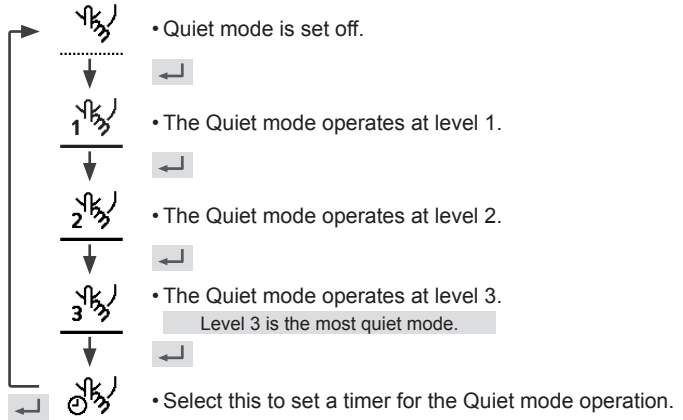 • Quiet mode is set off.
1
• The Quiet mode operates at level 1.
2
• The Quiet mode operates at level 2.
3
• The Quiet mode operates at level 3.
Level 3 is the most quiet mode.
• Select this to set a timer for the Quiet mode operation.